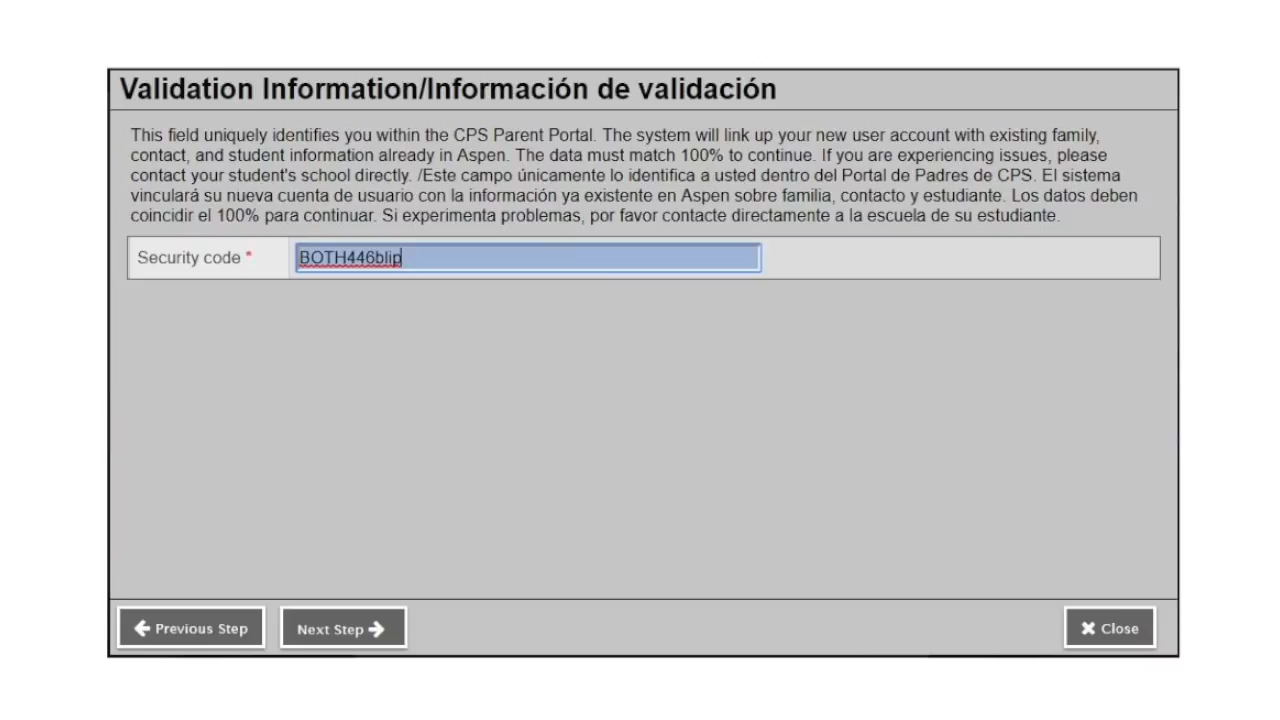 Validation Information/Información de validación
This field uniquely identifies you within the CPS Parent Portal. The system will link up your new user account with existing family,
contact, and student information already in Aspen. The data must match 100% to continue. If you are experiencing issues, please
contact your student's school directly. /Este campo únicamente lo identifica a usted dentro del Portal de Padres de CPS. El sistema
vinculará su nueva cuenta de usuario con la información ya existente en Aspen sobre familia, contacto y estudiante. Los datos deben
coincidir el 100% para continuar. Si experimenta problemas, por favor contacte directamente a la escuela de su estudiante.
Security code * BOTH446blip
Previous Step Next Step Close